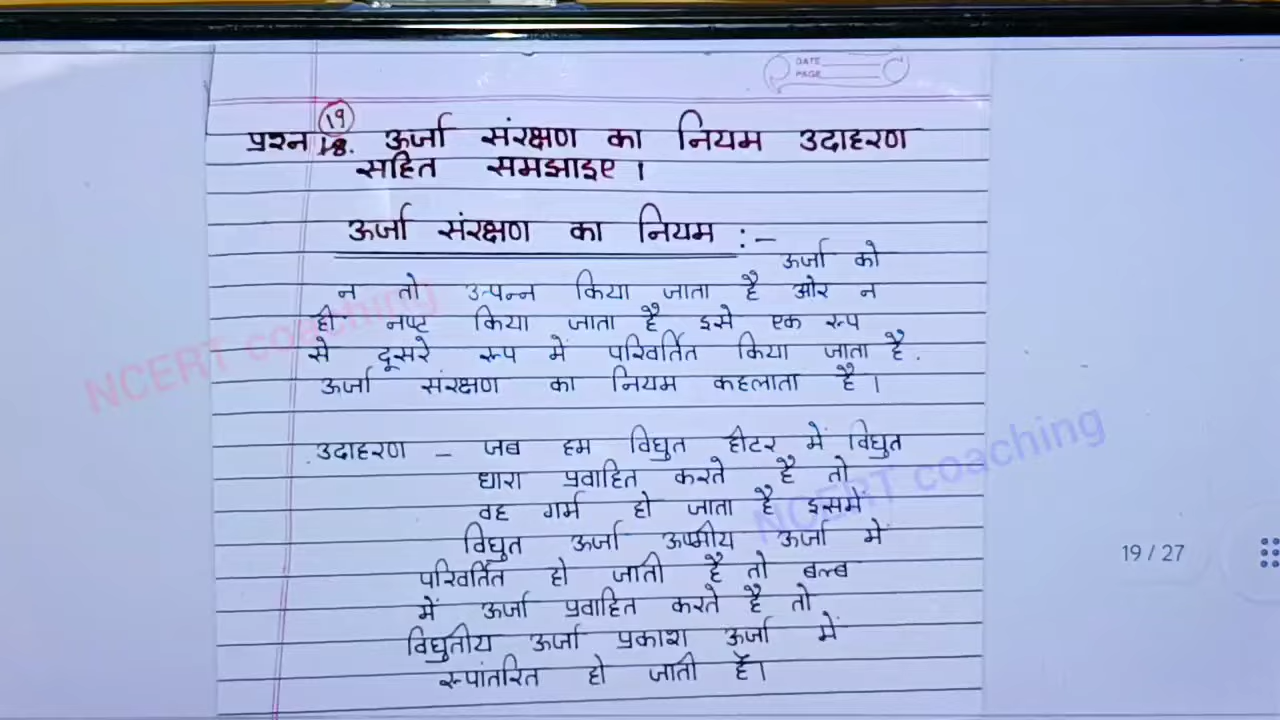 DATE
PAGE
19
प्रश्न 18. ऊर्जा संरक्षण का नियम उदाहरण
सहित समझाइए ।
ऊर्जा संरक्षण का नियम :-
ऊर्जा को
न तो उत्पन्न किया जाता है और न
ही नष्ट किया जाता है इसे एक रूप
से दूसरे रूप में परिवर्तित किया जाता है.
ऊर्जा संरक्षण का नियम कहलाता है ।
उदाहरण - जब हम विघुत हीटर में विघुत
धारा प्रवाहित करते है तो
वह गर्म हो जाता है इसमें
विघुत ऊर्जा ऊष्मीय ऊर्जा में
परिवर्तित हो जाती है तो बल्ब
में ऊर्जा प्रवाहित करते है तो
विघुतीय ऊर्जा प्रकाश ऊर्जा में
रूपांतरित हो जाती है।
NCERT coaching
NCERT coaching
19 / 27